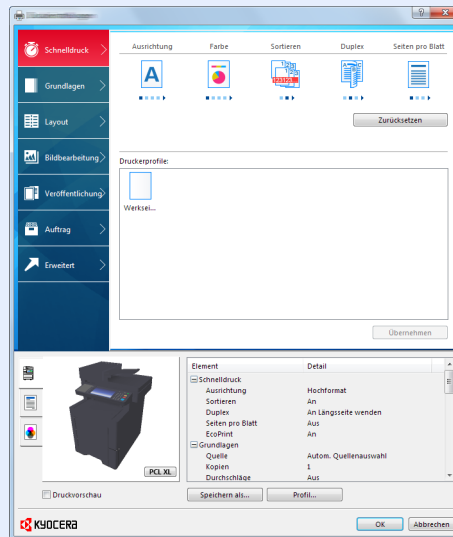 Schnelldruck
Grundlagen
Layout
Bildbearbeitung
Veröffentlichung
Auftrag
Erweitert
Ausrichtung Farbe Sortieren Duplex Seiten pro Blatt
A 123 123123 A C
Zurücksetzen
Druckerprofile:
Werksei...
Übernehmen
PCL XL
Druckvorschau
Element Detail
Schnelldruck
Ausrichtung Hochformat
Sortieren An
Duplex An Längsseite wenden
Seiten pro Blatt Aus
EcoPrint An
Grundlagen
Quelle Autom. Quellenauswahl
Kopien 1
Durchschläge Aus
Speichern als... Profil...
KYOCERA
OK Abbrechen